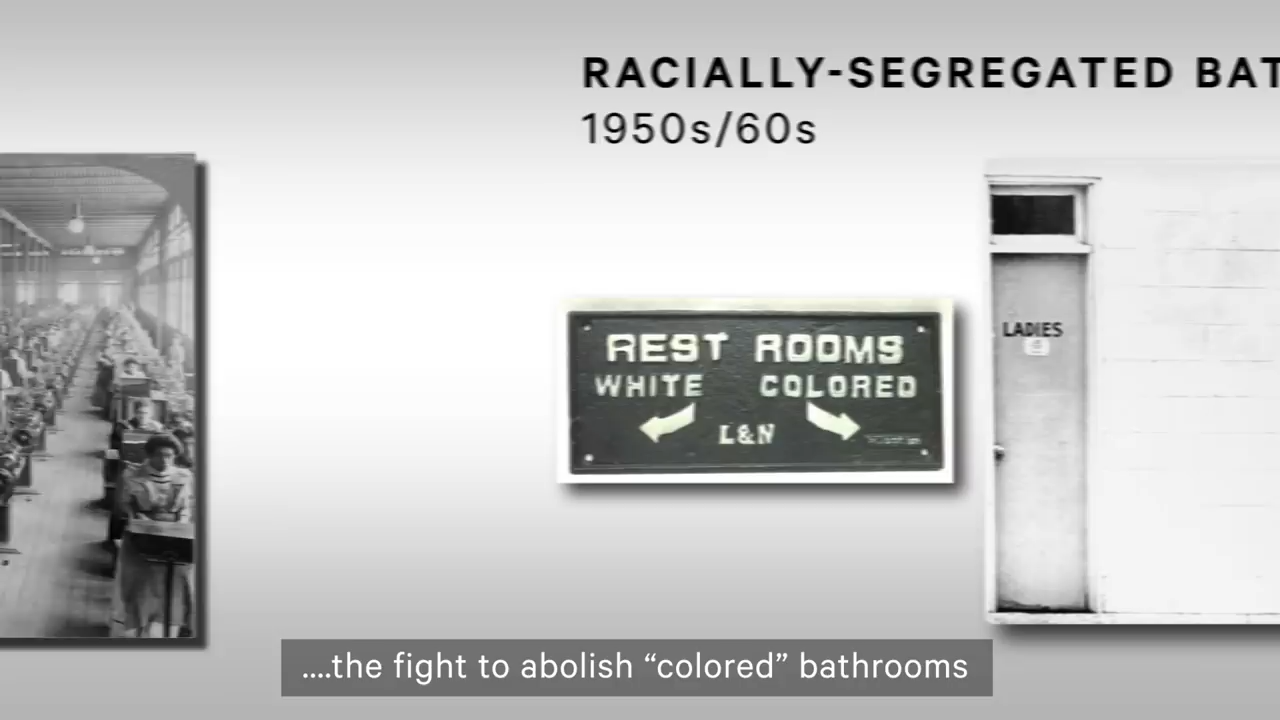 RACIALLY-SEGREGATED BAT
1950s/60s
LADIES
REST ROOMS
WHITE COLORED
L&N
....the fight to abolish “colored” bathrooms